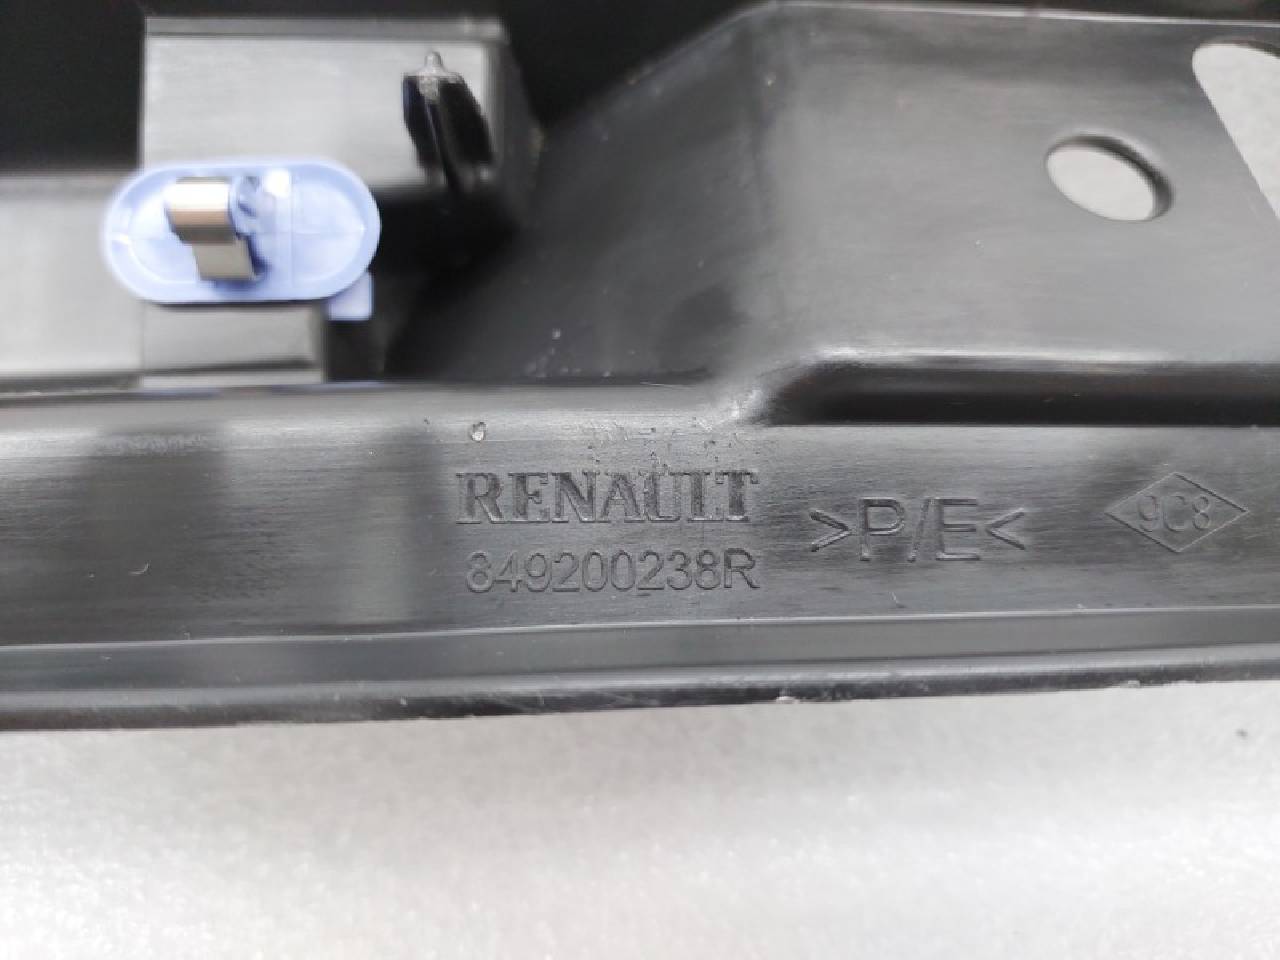 RENAULT
849200238R
>P/E<
9C8